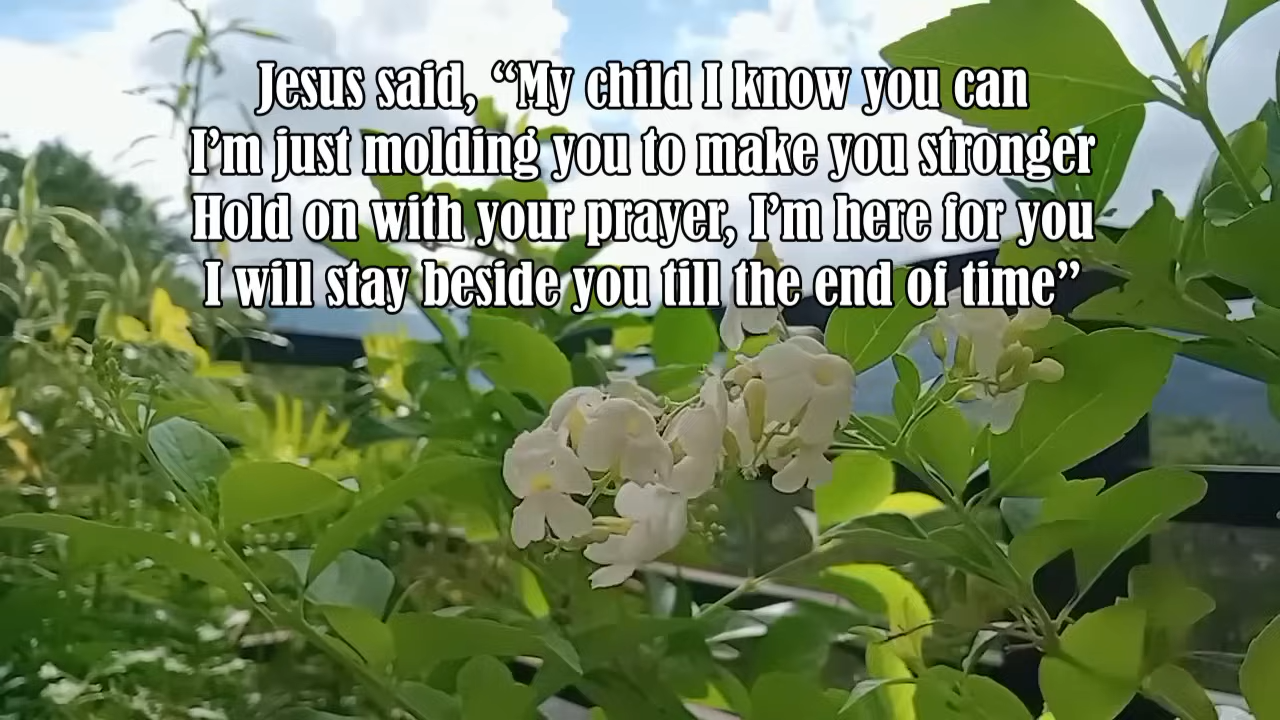 Jesus said, “My child I know you can
I’m just molding you to make you stronger
Hold on with your prayer, I’m here for you
I will stay beside you till the end of time”